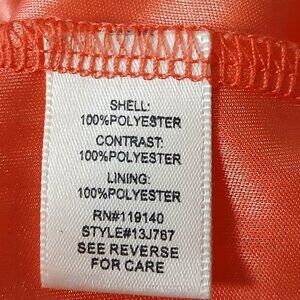 SHELL:
100%POLYESTER
CONTRAST:
100%POLYESTER
LINING:
100%POLYESTER
RN#119140
STYLE#13J767
SEE REVERSE
FOR CARE